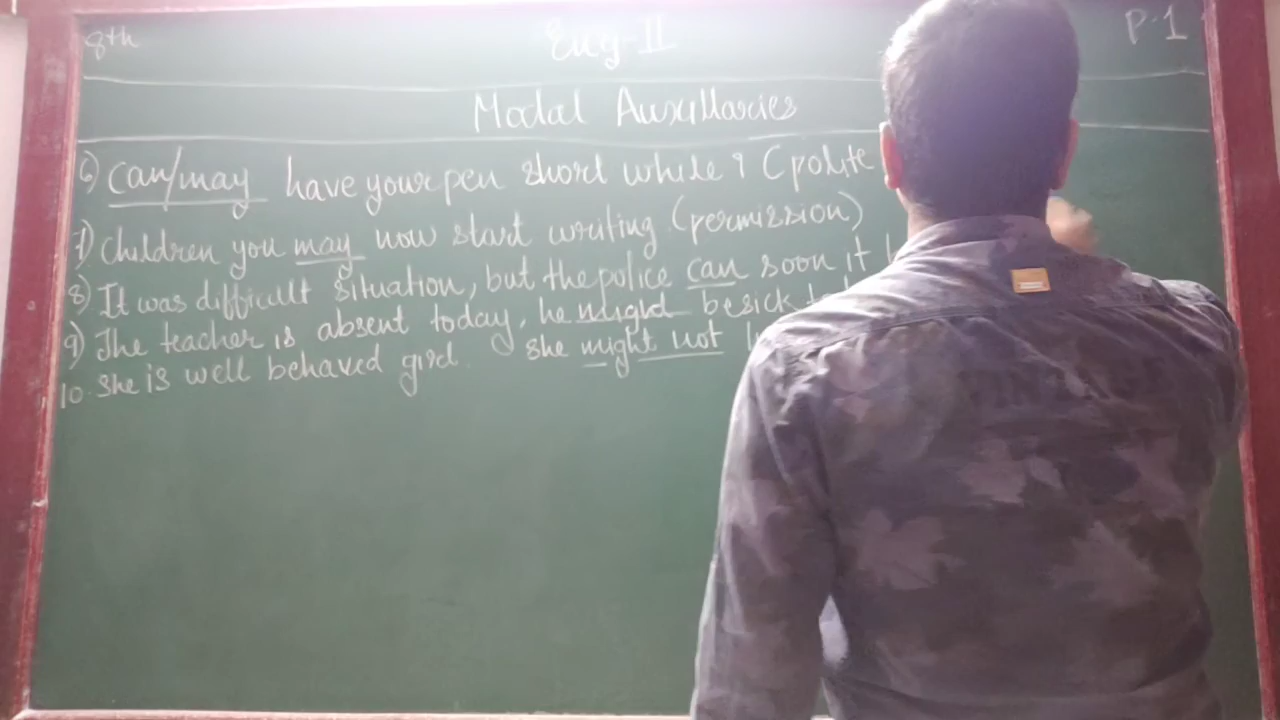 8th Eng-II P.1
Modal Auxillaries
6) can/may have your pen short while ? (polite
7) children you may now start writing (permission)
8) It was difficult situation, but the police can soon it
9) The teacher is absent today, he might be sick
10. She is well behaved girl. she might not